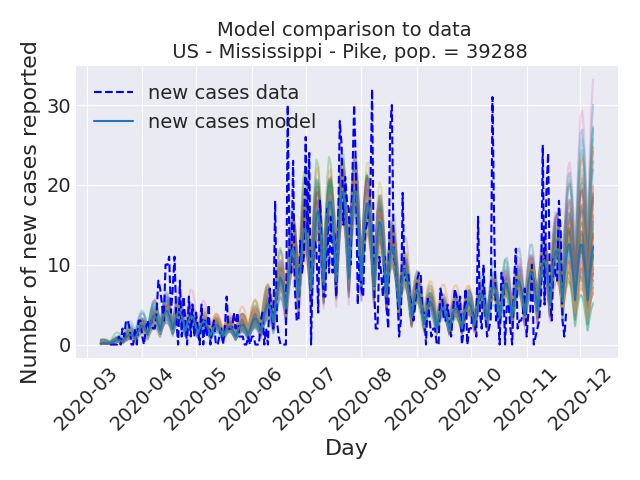 Model comparison to data
US - Mississippi - Pike, pop. = 39288
Number of new cases reported
30
20
10
0
new cases data
new cases model
2020-03
2020-04
2020-05
2020-06
2020-07
2020-08
2020-09
2020-10
2020-11
2020-12
Day